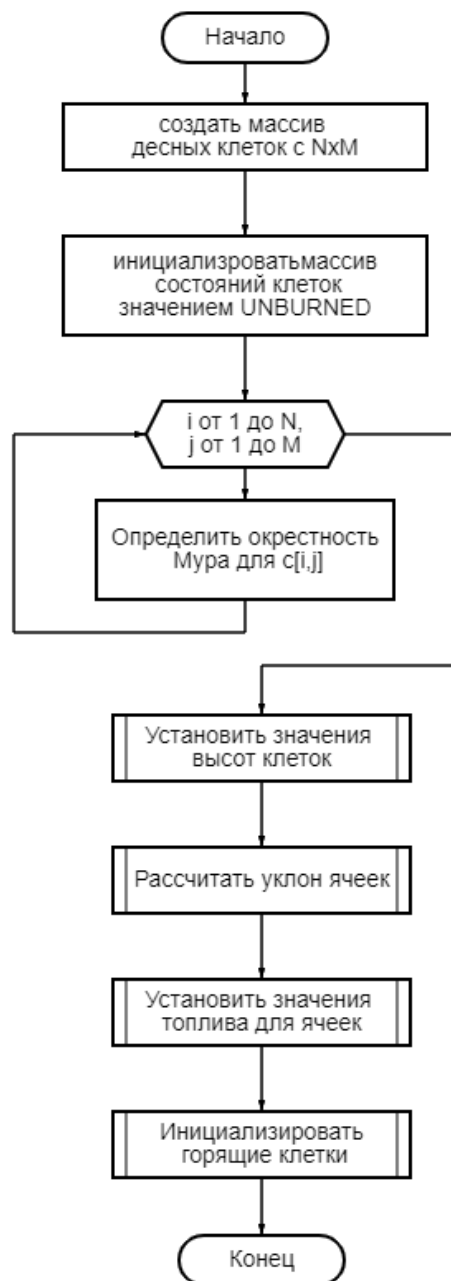 Начало
создать массив
десных клеток с NxM
инициализроватьмассив
состояний клеток
значением UNBURNED
i от 1 до N,
j от 1 до M
Определить окрестность
Мура для c[i,j]
Установить значения
высот клеток
Рассчитать уклон ячеек
Установить значения
топлива для ячеек
Инициализировать
горящие клетки
Конец